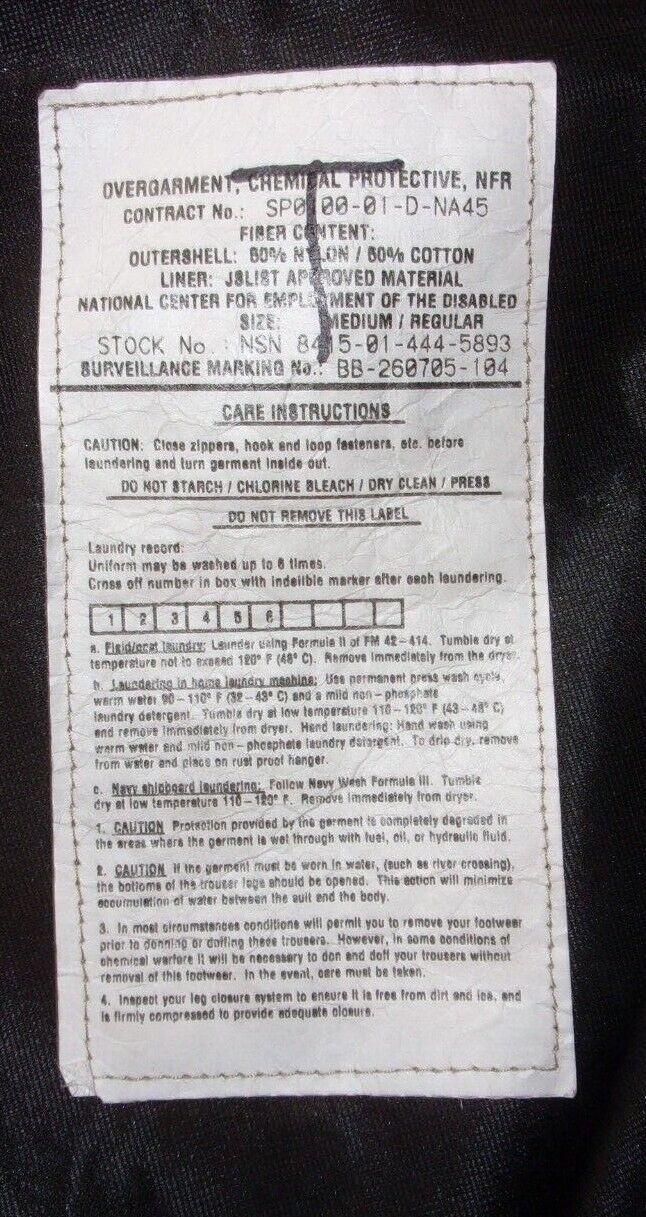 OVERGARMENT, CHEMICAL PROTECTIVE, NFR
CONTRACT No.: SP0100-01-D-NA45
FIBER CONTENT:
OUTERSHELL: 50% NYLON / 50% COTTON
LINER: JSLIST APPROVED MATERIAL
NATIONAL CENTER FOR EMPLOYMENT OF THE DISABLED
SIZE: MEDIUM / REGULAR
STOCK No.: NSN 8415-01-444-5893
SURVEILLANCE MARKING No.: BB-260705-104
CARE INSTRUCTIONS
CAUTION: Close zippers, hook and loop fasteners, etc. before
laundering and turn garment inside out.
DO NOT STARCH / CHLORINE BLEACH / DRY CLEAN / PRESS
DO NOT REMOVE THIS LABEL
Laundry record:
Uniform may be washed up to 6 times.
Cross off number in box with indelible marker after each laundering.
1 2 3 4 5 6
a. Field/post laundry: Launder using Formula II of FM 42-414. Tumble dry at
temperature not to exceed 120° F (48° C). Remove immediately from the dryer.
b. Laundering in home laundry machine: Use permanent press wash cycle,
warm water 90-110° F (32-43° C) and a mild non-phosphate
laundry detergent. Tumble dry at low temperature 110-120° F (43-48° C)
and remove immediately from dryer. Hand laundering: Hand wash using
warm water and mild non-phosphate laundry detergent. To drip dry, remove
from water and place on rust proof hanger.
c. Navy shipboard laundering: Follow Navy Wash Formula III. Tumble
dry at low temperature 110-120° F. Remove immediately from dryer.
1. CAUTION Protection provided by the garment is completely degraded in
the areas where the garment is wet through with fuel, oil, or hydraulic fluid.
2. CAUTION If the garment must be worn in water, (such as river crossing),
the bottoms of the trouser legs should be opened. This action will minimize
accumulation of water between the suit and the body.
3. In most circumstances conditions will permit you to remove your footwear
prior to donning or doffing these trousers. However, in some conditions of
chemical warfare it will be necessary to don and doff your trousers without
removal of this footwear. In the event, care must be taken.
4. Inspect your leg closure system to ensure it is free from dirt and ice, and
is firmly compressed to provide adequate closure.